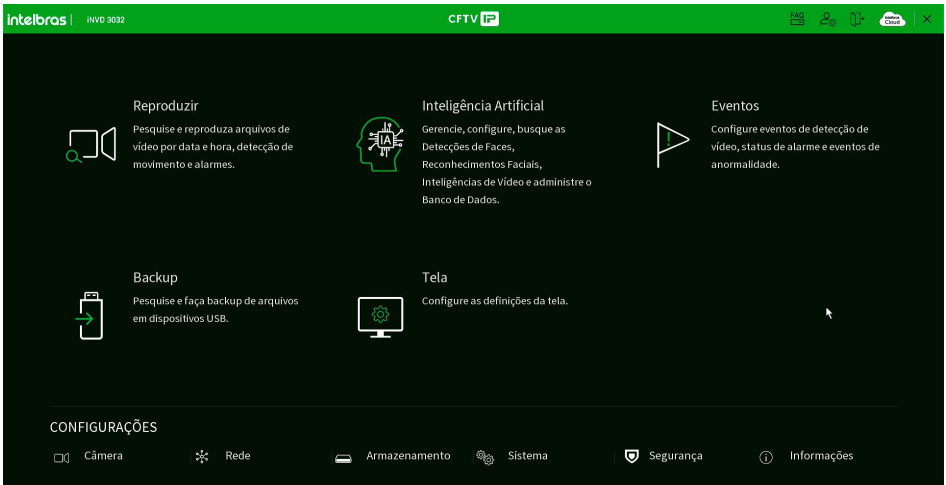 intelbras | iNVD 3032
CFTV IP
FAQ
intelbras
Cloud
Reproduzir
Pesquise e reproduza arquivos de
vídeo por data e hora, detecção de
movimento e alarmes.
IA
Inteligência Artificial
Gerencie, configure, busque as
Detecções de Faces,
Reconhecimentos Faciais,
Inteligências de Vídeo e administre o
Banco de Dados.
Eventos
Configure eventos de detecção de
vídeo, status de alarme e eventos de
anormalidade.
Backup
Pesquise e faça backup de arquivos
em dispositivos USB.
Tela
Configure as definições da tela.
CONFIGURAÇÕES
Câmera
Rede
Armazenamento
Sistema
Segurança
Informações